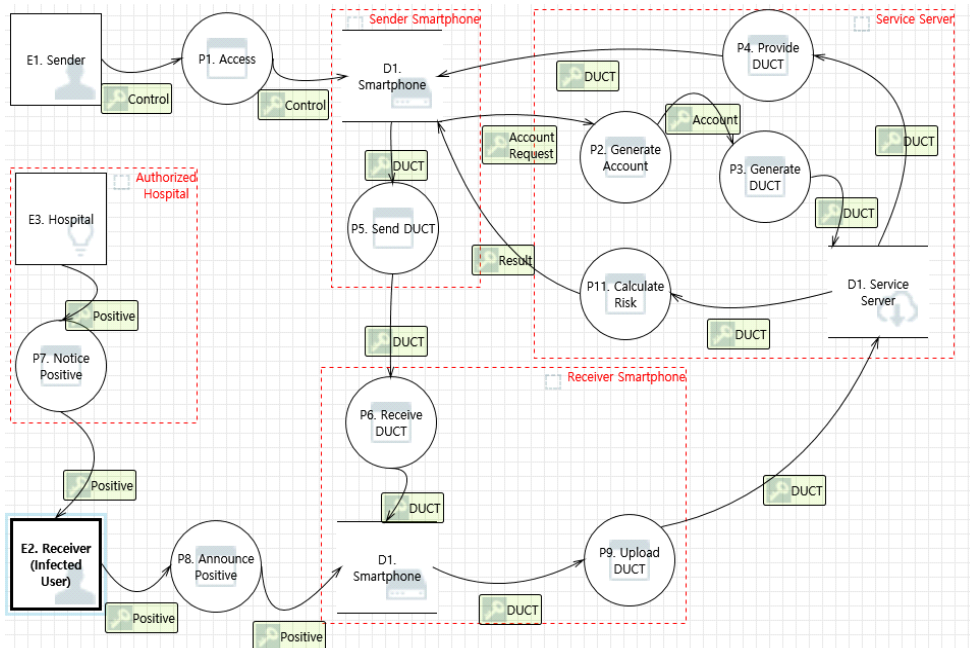 Sender Smartphone
Service Server
E1. Sender
P1. Access
D1.
Smartphone
P4. Provide
DUCT
Control
Control
DUCT
Account
Request
Account
P2. Generate
Account
P3. Generate
DUCT
DUCT
DUCT
Authorized
Hospital
E3. Hospital
P5. Send DUCT
DUCT
Result
P11. Calculate
Risk
D1. Service
Server
Positive
DUCT
DUCT
P7. Notice
Positive
Receiver Smartphone
P6. Receive
DUCT
Positive
DUCT
DUCT
E2. Receiver
(Infected
User)
P8. Announce
Positive
D1.
Smartphone
P9. Upload
DUCT
Positive
DUCT
Positive